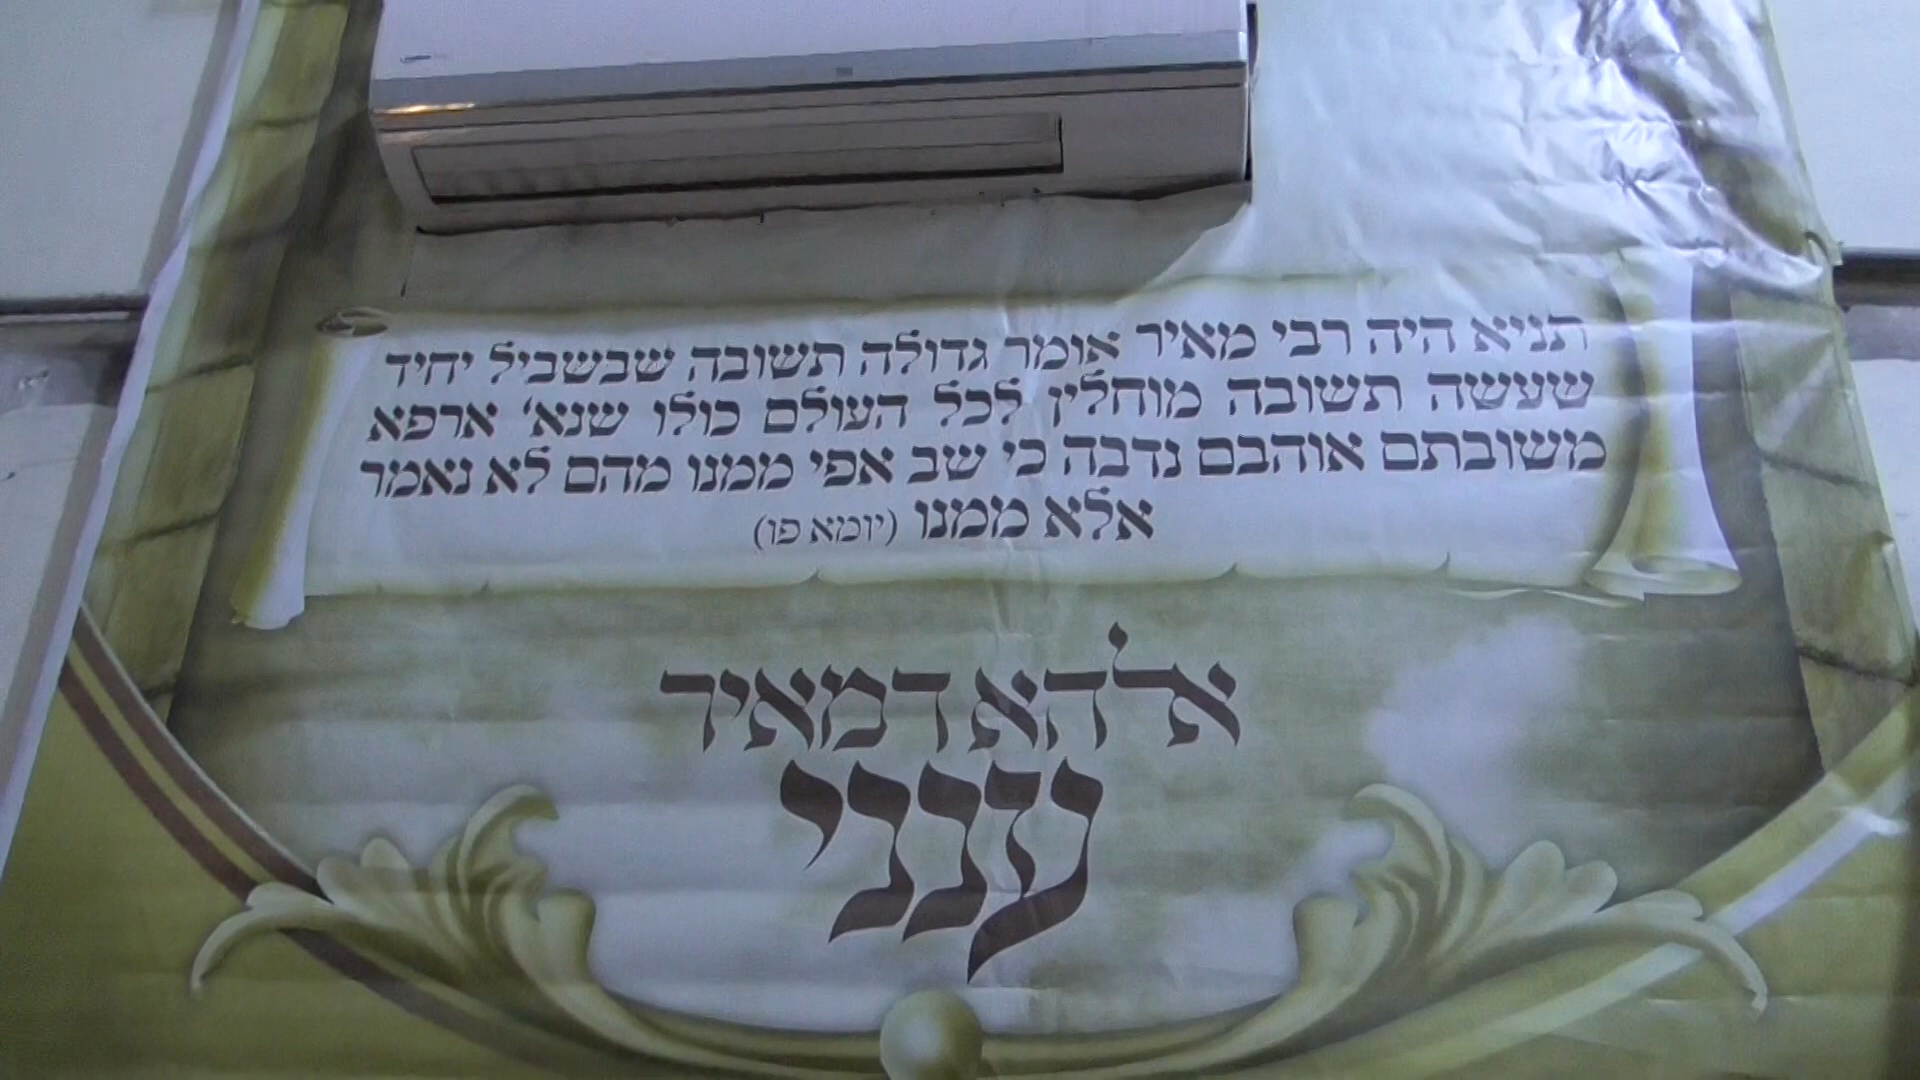 תניא היה רבי מאיר אומר גדולה תשובה שבשביל יחיד
שעשה תשובה מוחלין לכל העולם כולו שנא' ארפא
משובתם אוהבם נדבה כי שב אפי ממנו מהם לא נאמר
אלא ממנו (יומא פו)
אלהא דמאיר
עננני